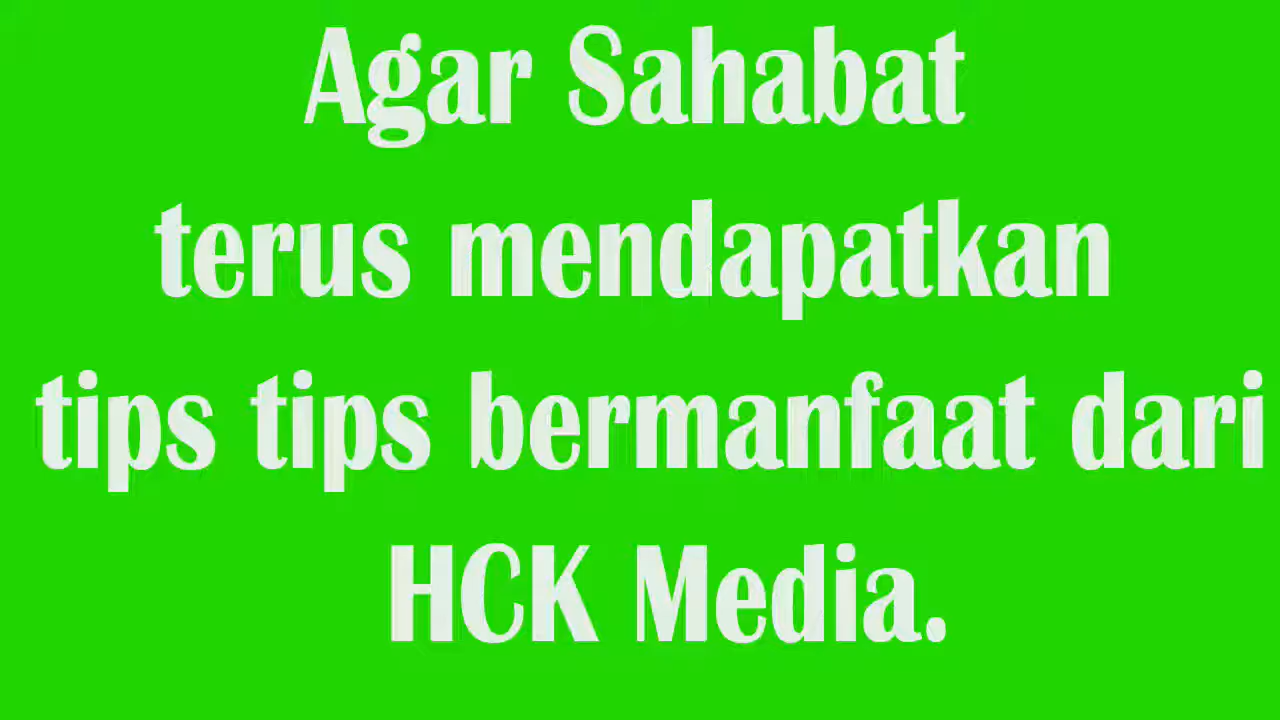 Agar Sahabat
terus mendapatkan
tips tips bermanfaat dari
HCK Media.